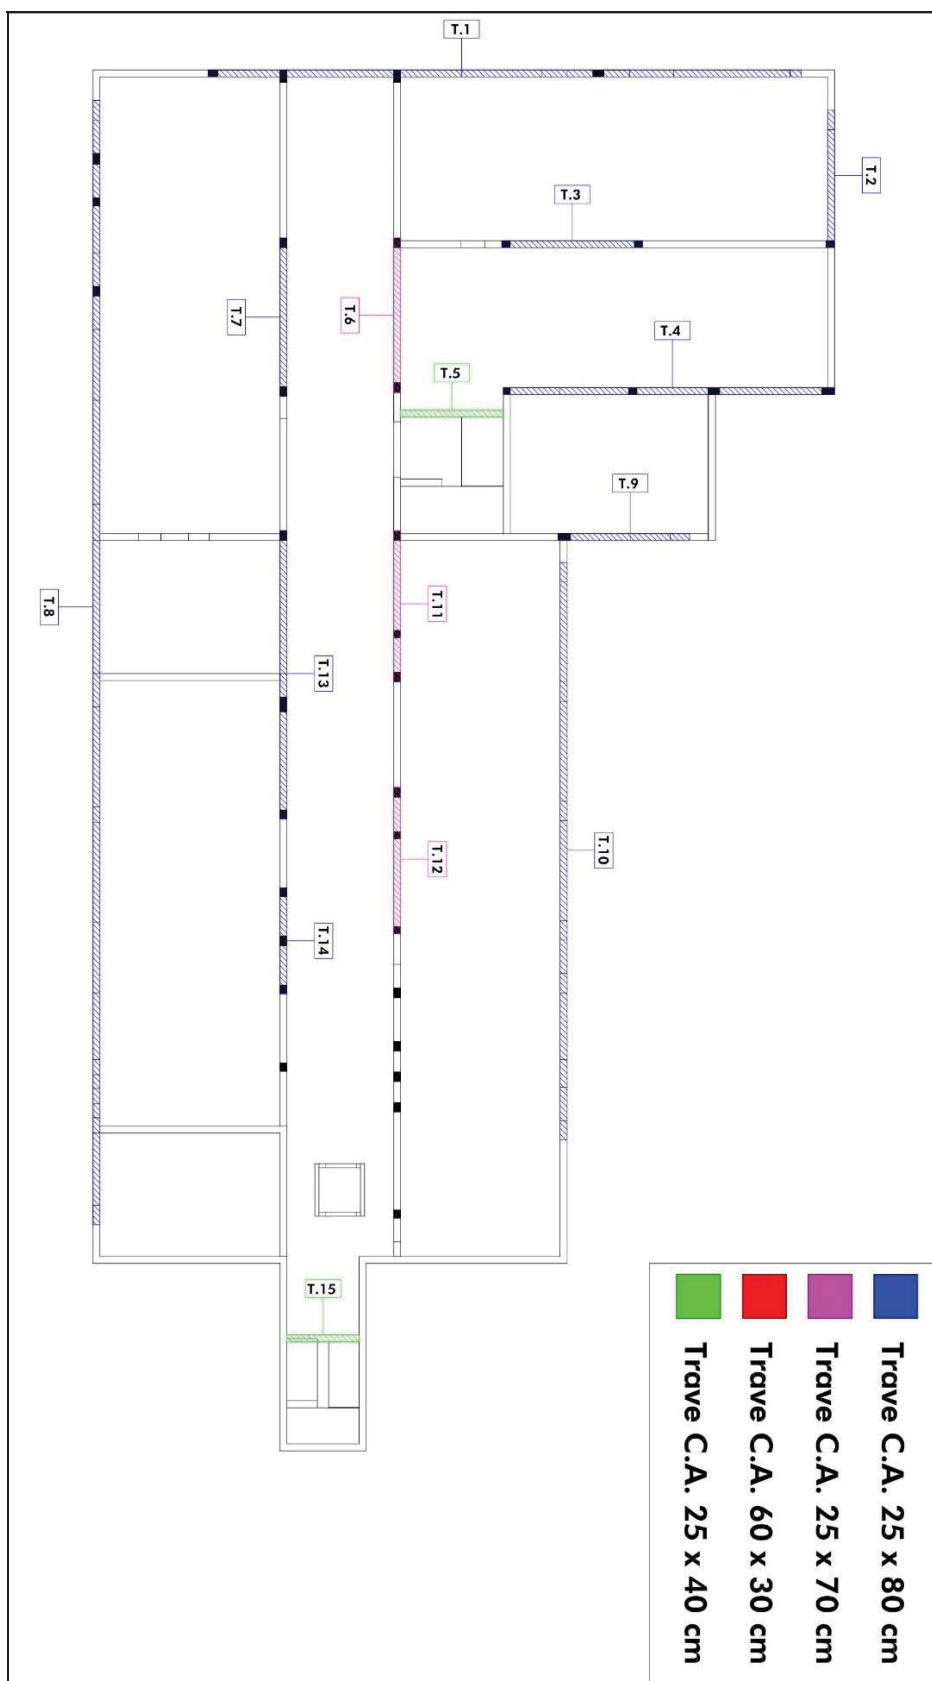 T.1
T.2
T.3
T.4
T.5
T.6
T.7
T.8
T.9
T.10
T.11
T.12
T.13
T.14
T.15
Trave C.A. 25 x 80 cm
Trave C.A. 25 x 70 cm
Trave C.A. 60 x 30 cm
Trave C.A. 25 x 40 cm